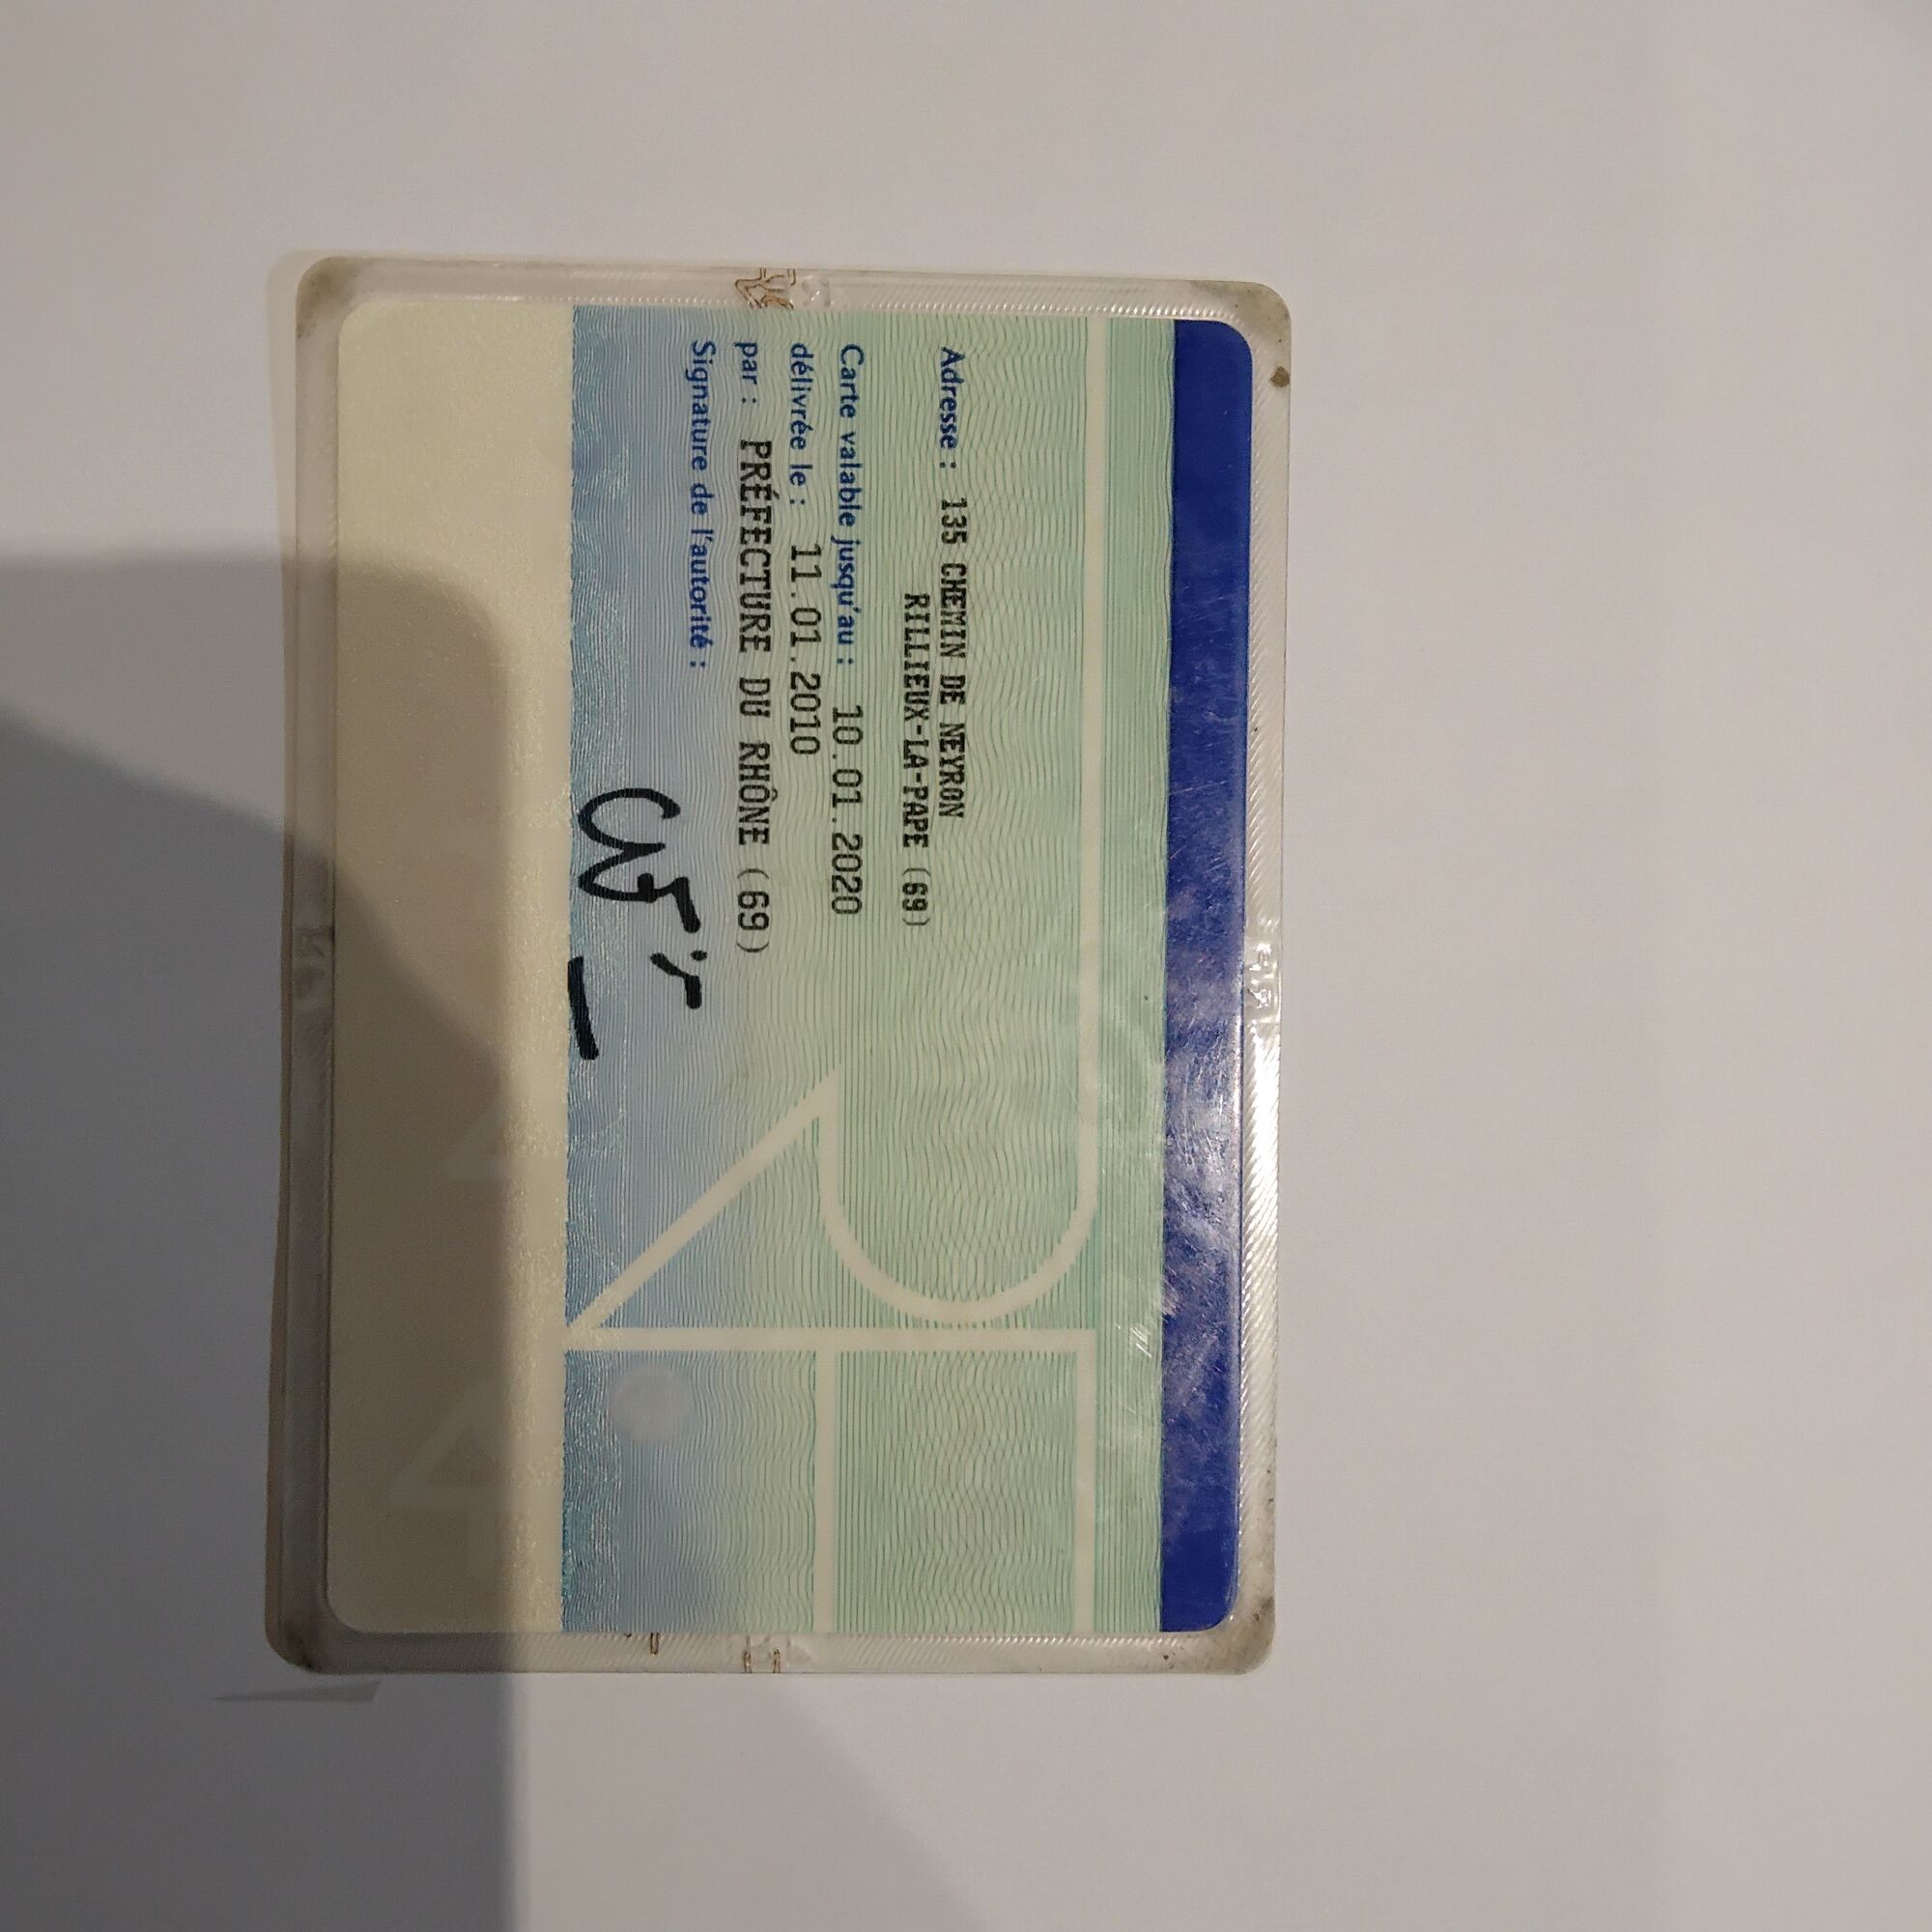 Adresse : 135 CHEMIN DE NEYRON
RILLIEUX-LA-PAPE (69)
Carte valable jusqu'au : 10.01.2020
délivrée le : 11.01.2010
par : PRÉFECTURE DU RHÔNE (69)
Signature de l'autorité :